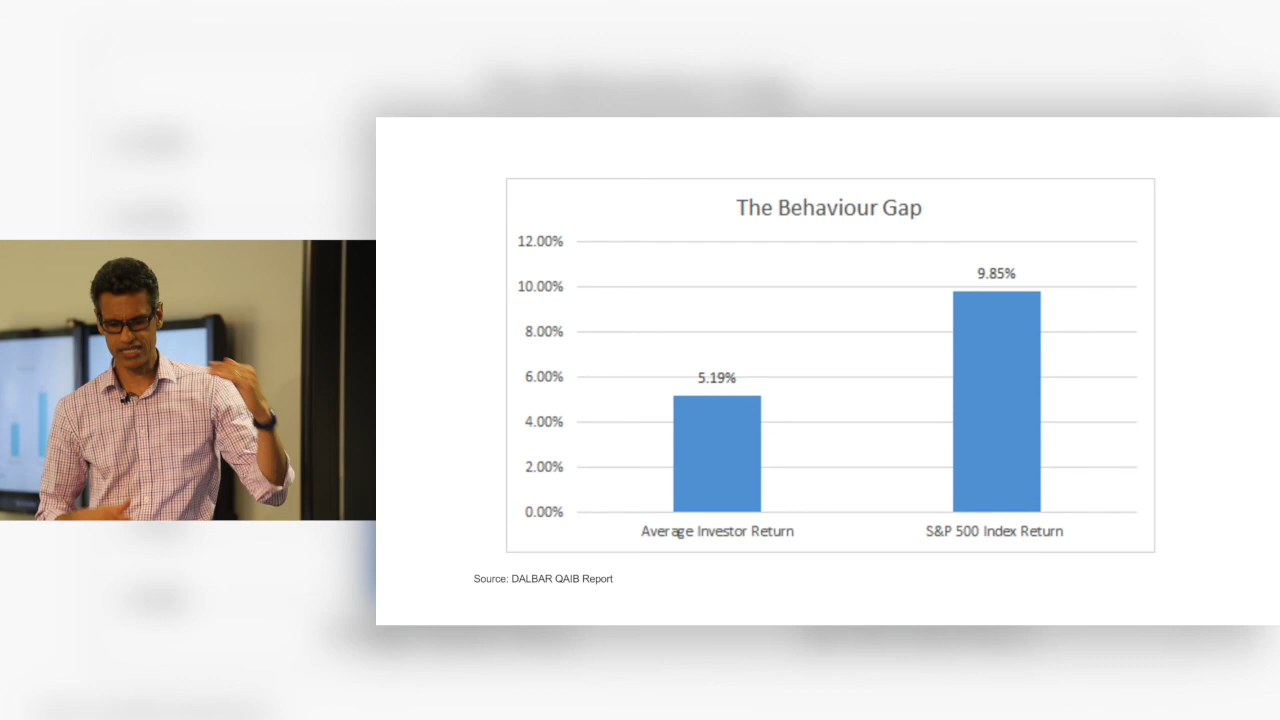 The Behaviour Gap
12.00%
10.00%
8.00%
6.00%
4.00%
2.00%
0.00%
5.19%
9.85%
Average Investor Return
S&P 500 Index Return
Source: DALBAR QAIB Report